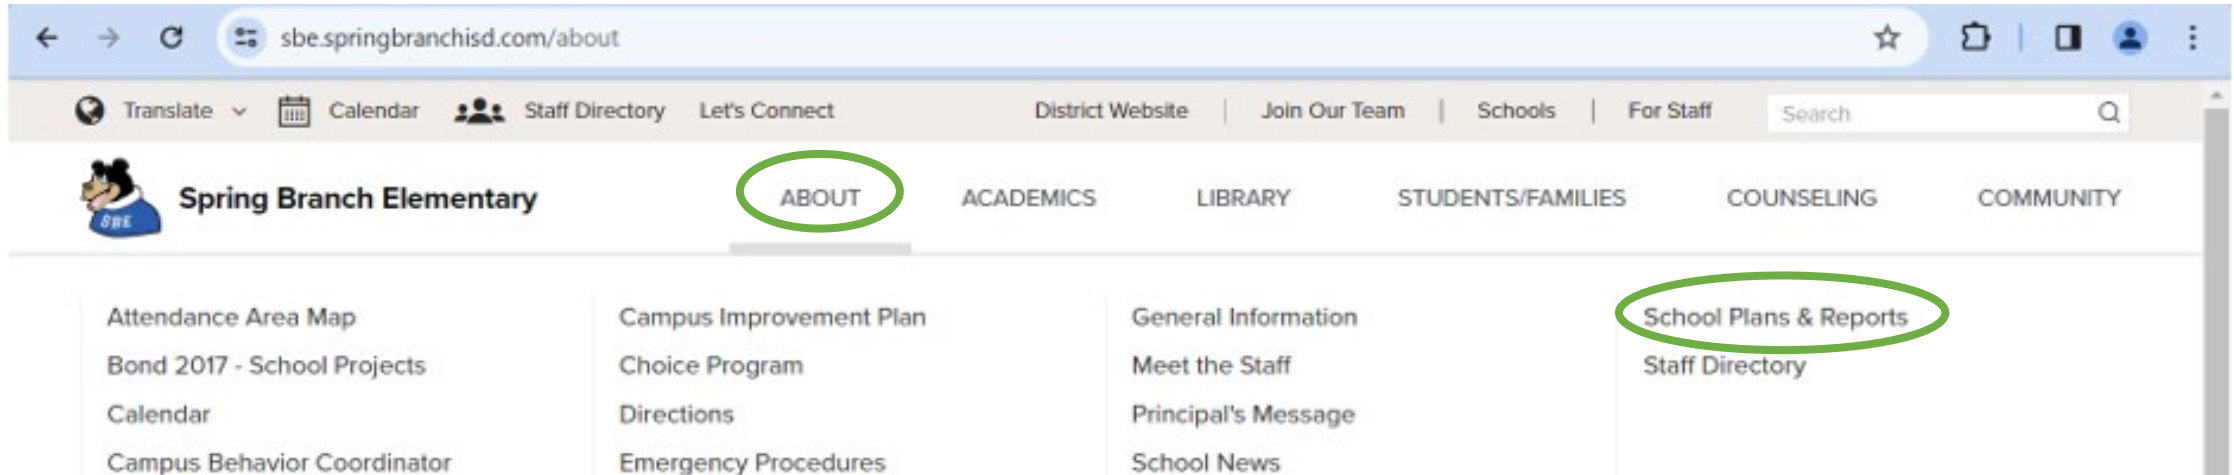 sbe.springbranchisd.com/about
Translate Calendar Staff Directory Let's Connect District Website | Join Our Team | Schools | For Staff Search
SBE
Spring Branch Elementary ABOUT ACADEMICS LIBRARY STUDENTS/FAMILIES COUNSELING COMMUNITY
Attendance Area Map Campus Improvement Plan General Information School Plans & Reports
Bond 2017 - School Projects Choice Program Meet the Staff Staff Directory
Calendar Directions Principal's Message
Campus Behavior Coordinator Emergency Procedures School News